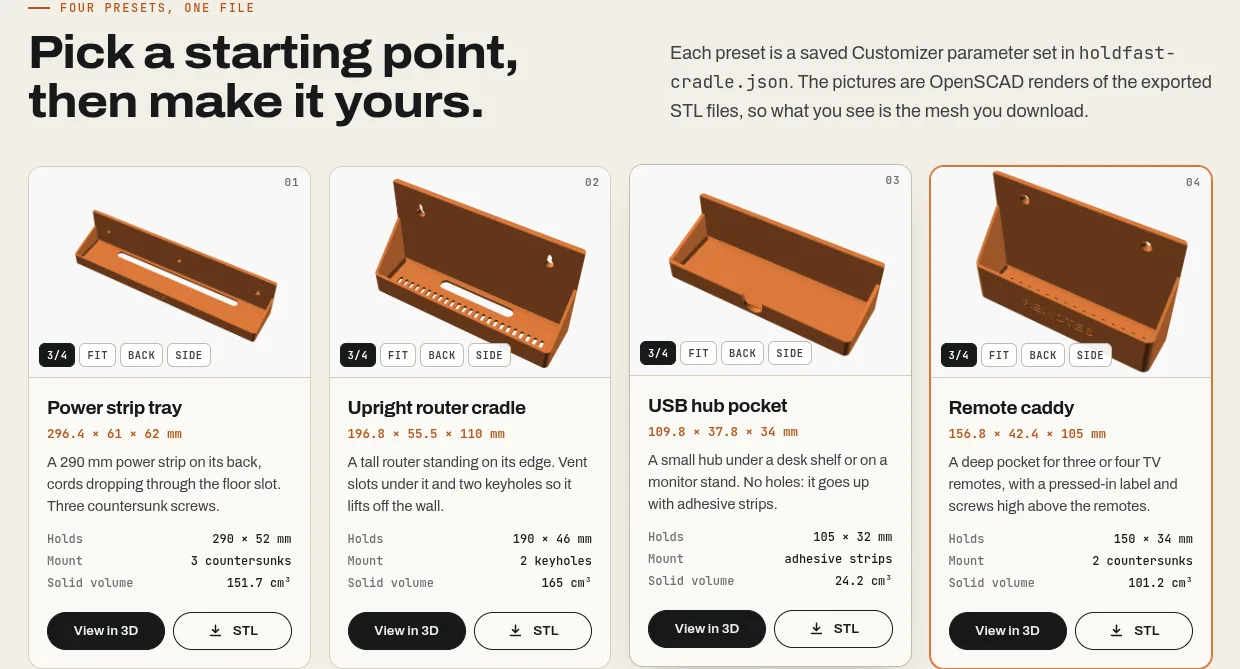 FOUR PRESETS, ONE FILE
Pick a starting point,
then make it yours.
Each preset is a saved Customizer parameter set in holdfast-
cradle.json. The pictures are OpenSCAD renders of the exported
STL files, so what you see is the mesh you download.
01
3/4 FIT BACK SIDE
Power strip tray
296.4 × 61 × 62 mm
A 290 mm power strip on its back,
cords dropping through the floor slot.
Three countersunk screws.
Holds 290 × 52 mm
Mount 3 countersunks
Solid volume 151.7 cm³
View in 3D STL
02
3/4 FIT BACK SIDE
Upright router cradle
196.8 × 55.5 × 110 mm
A tall router standing on its edge. Vent
slots under it and two keyholes so it
lifts off the wall.
Holds 190 × 46 mm
Mount 2 keyholes
Solid volume 165 cm³
View in 3D STL
03
3/4 FIT BACK SIDE
USB hub pocket
109.8 × 37.8 × 34 mm
A small hub under a desk shelf or on a
monitor stand. No holes: it goes up
with adhesive strips.
Holds 105 × 32 mm
Mount adhesive strips
Solid volume 24.2 cm³
View in 3D STL
04
REMOTES
3/4 FIT BACK SIDE
Remote caddy
156.8 × 42.4 × 105 mm
A deep pocket for three or four TV
remotes, with a pressed-in label and
screws high above the remotes.
Holds 150 × 34 mm
Mount 2 countersunks
Solid volume 101.2 cm³
View in 3D STL